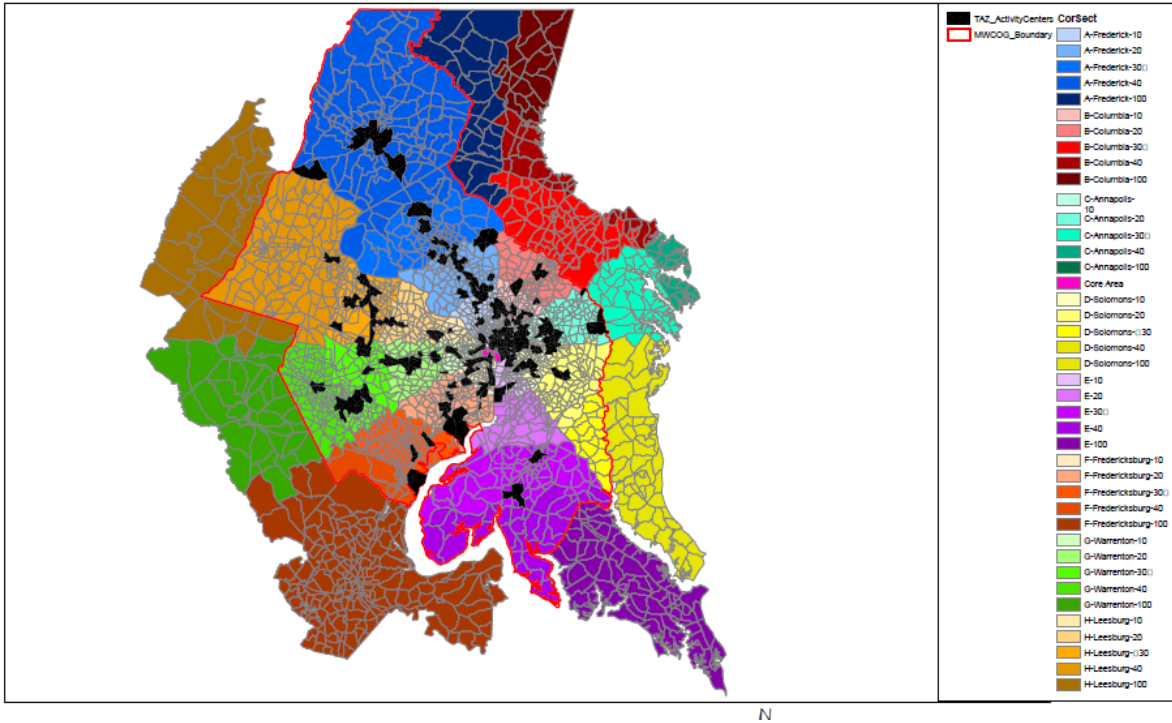 TAZ_ActivityCenters
MWCOG_Boundary
CorSect
A-Frederick-10
A-Frederick-20
A-Frederick-30□
A-Frederick-40
A-Frederick-100
B-Columbia-10
B-Columbia-20
B-Columbia-30□
B-Columbia-40
B-Columbia-100
C-Annapolis-
10
C-Annapolis-20
C-Annapolis-30□
C-Annapolis-40
C-Annapolis-100
Core Area
D-Solomons-10
D-Solomons-20
D-Solomons-□30
D-Solomons-40
D-Solomons-100
E-10
E-20
E-30□
E-40
E-100
F-Fredericksburg-10
F-Fredericksburg-20
F-Fredericksburg-30□
F-Fredericksburg-40
F-Fredericksburg-100
G-Warrenton-10
G-Warrenton-20
G-Warrenton-30□
G-Warrenton-40
G-Warrenton-100
H-Leesburg-10
H-Leesburg-20
H-Leesburg-□30
H-Leesburg-40
H-Leesburg-100
N